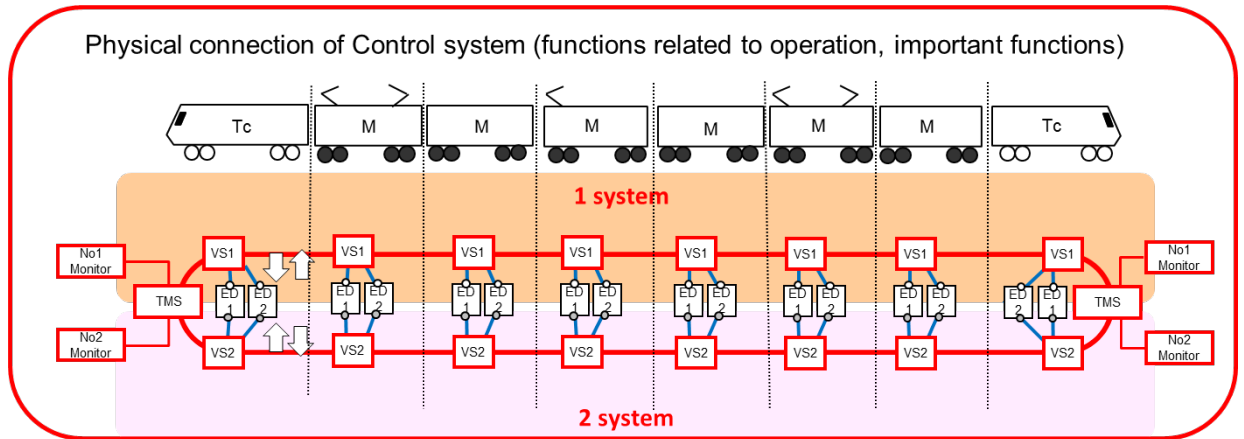 Physical connection of Control system (functions related to operation, important functions)
Tc M M M M M M Tc
1 system
No1
Monitor
VS1 VS1 VS1 VS1 VS1 VS1 VS1 VS1
No1
Monitor
TMS
ED ED ED ED ED ED ED ED ED ED ED ED ED ED ED ED
1 2 1 2 1 2 1 2 1 2 1 2 1 2 2 1
TMS
No2
Monitor
VS2 VS2 VS2 VS2 VS2 VS2 VS2 VS2
No2
Monitor
2 system